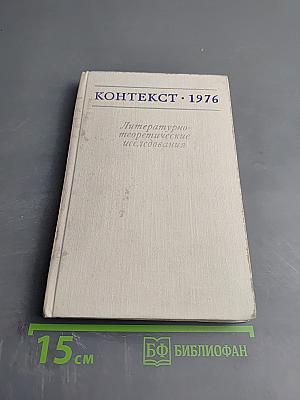 КОНТЕКСТ · 1976
Литературно-
теоретические
исследования
15 см
БФ БИБЛИОФАН